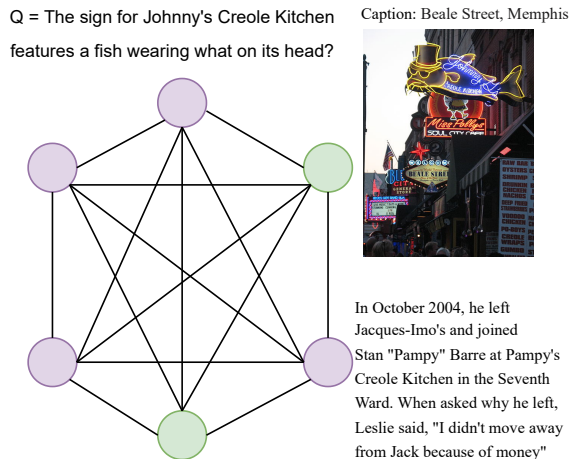 Q = The sign for Johnny's Creole Kitchen
features a fish wearing what on its head?
Caption: Beale Street, Memphis
Johnny's
Miss Polly's
SOUL CITY CAFE
BEALE STREET
In October 2004, he left
Jacques-Imo's and joined
Stan "Pampy" Barre at Pampy's
Creole Kitchen in the Seventh
Ward. When asked why he left,
Leslie said, "I didn't move away
from Jack because of money"